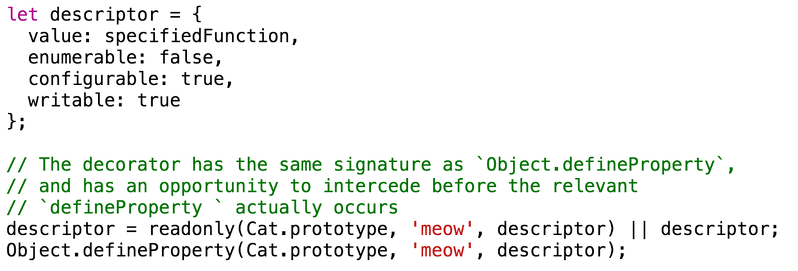 let descriptor = {
  value: specifiedFunction,
  enumerable: false,
  configurable: true,
  writable: true
};

// The decorator has the same signature as `Object.defineProperty`,
// and has an opportunity to intercede before the relevant
// `defineProperty ` actually occurs
descriptor = readonly(Cat.prototype, 'meow', descriptor) || descriptor;
Object.defineProperty(Cat.prototype, 'meow', descriptor);